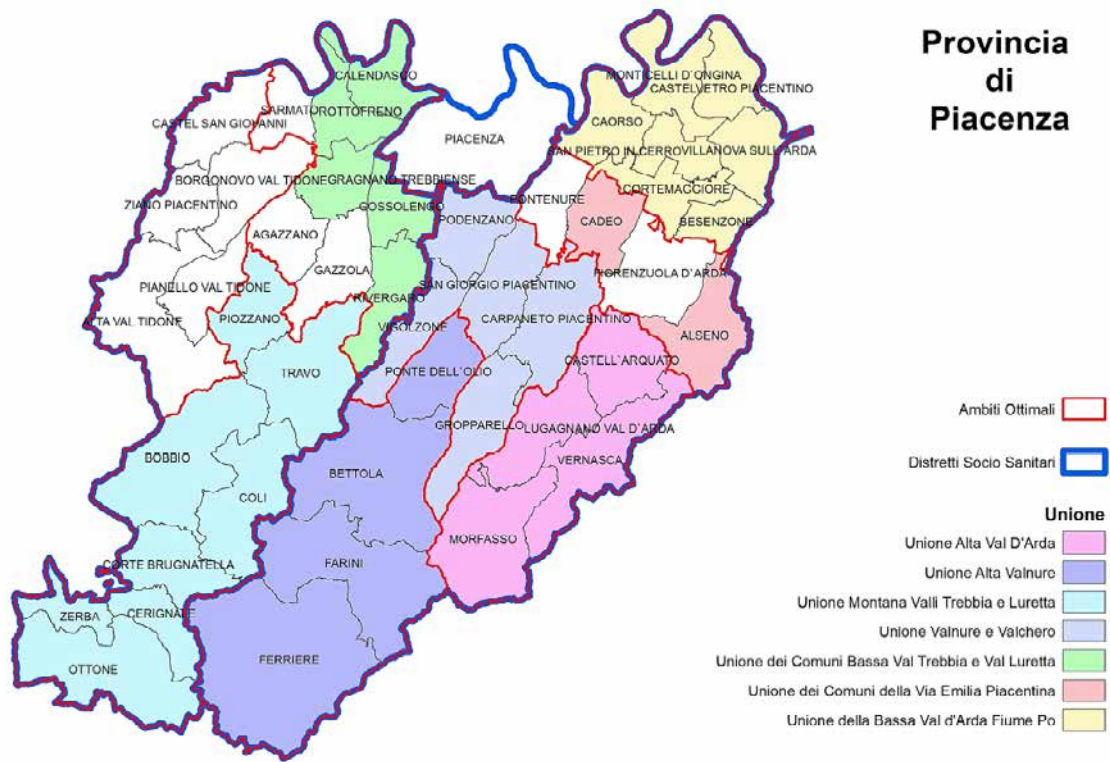 Provincia
di
Piacenza
CALENDASCO
MONTICELLI D'ONGINA
CASTELVETRO PIACENTINO
SARMATO
ROTTOFRENO
CASTEL SAN GIOVANNI
CAORSO
PIACENZA
SAN PIETRO IN CERRO
VILLANOVA SULL'ARDA
BORGONOVO VAL TIDONE
GRAGNANO TREBBIENSE
CORTEMAGGIORE
ZIANO PIACENTINO
PONTENURE
GOSSOLENGO
PODENZANO
CADEO
BESENZONE
AGAZZANO
GAZZOLA
FIORENZUOLA D'ARDA
PIANELLO VAL TIDONE
SAN GIORGIO PIACENTINO
RIVERGARO
PIOZZANO
ALTA VAL TIDONE
CARPANETO PIACENTINO
VIGOLZONE
ALSENO
CASTELL`ARQUATO
TRAVO
PONTE DELL'OLIO
GROPPARELLO
LUGAGNANO VAL D'ARDA
BOBBIO
VERNASCA
BETTOLA
COLI
MORFASSO
CORTE BRUGNATELLA
FARINI
ZERBA
CERIGNALE
FERRIERE
OTTONE
Ambiti Ottimali
Distretti Socio Sanitari
Unione
Unione Alta Val D'Arda
Unione Alta Valnure
Unione Montana Valli Trebbia e Luretta
Unione Valnure e Valchero
Unione dei Comuni Bassa Val Trebbia e Val Luretta
Unione dei Comuni della Via Emilia Piacentina
Unione della Bassa Val d'Arda Fiume Po